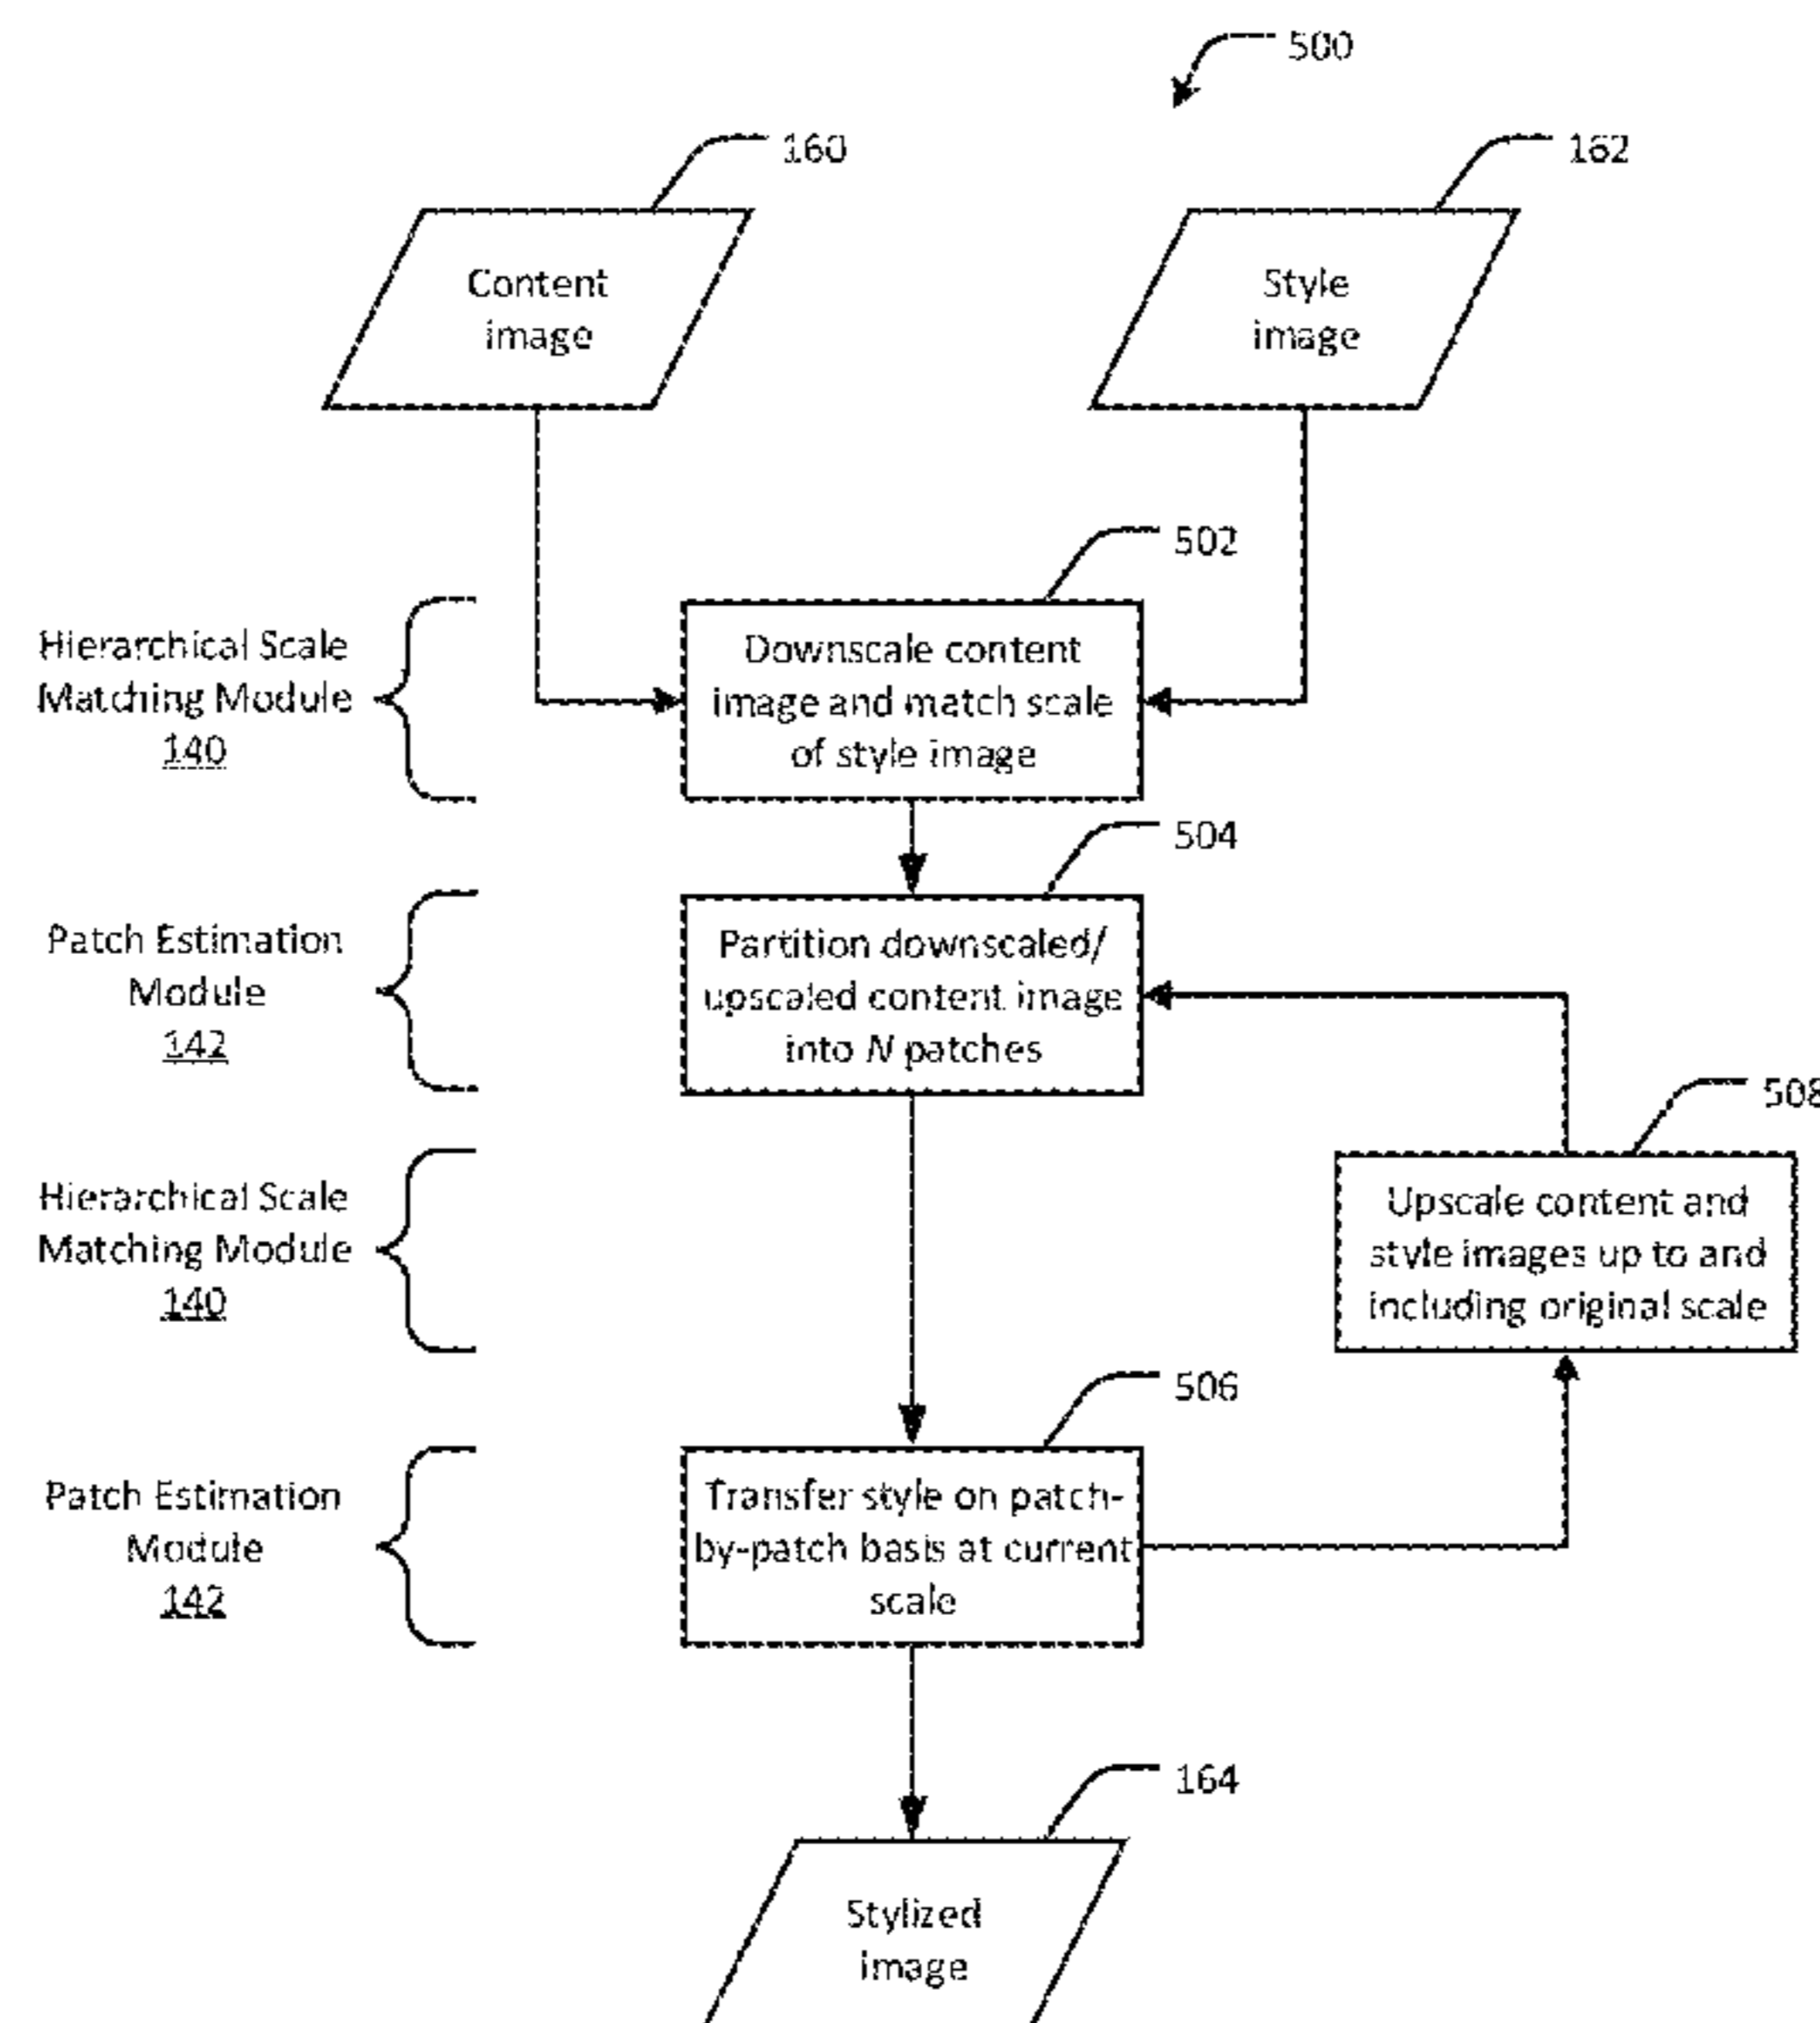 500
160
162
Content
image
Style
image
502
Hierarchical Scale
Matching Module
140
Downscale content
image and match scale
of style image
504
Patch Estimation
Module
142
Partition downscaled/
upscaled content image
into N patches
508
Hierarchical Scale
Matching Module
140
Upscale content and
style images up to and
including original scale
506
Patch Estimation
Module
142
Transfer style on patch-
by-patch basis at current
scale
164
Stylized
image